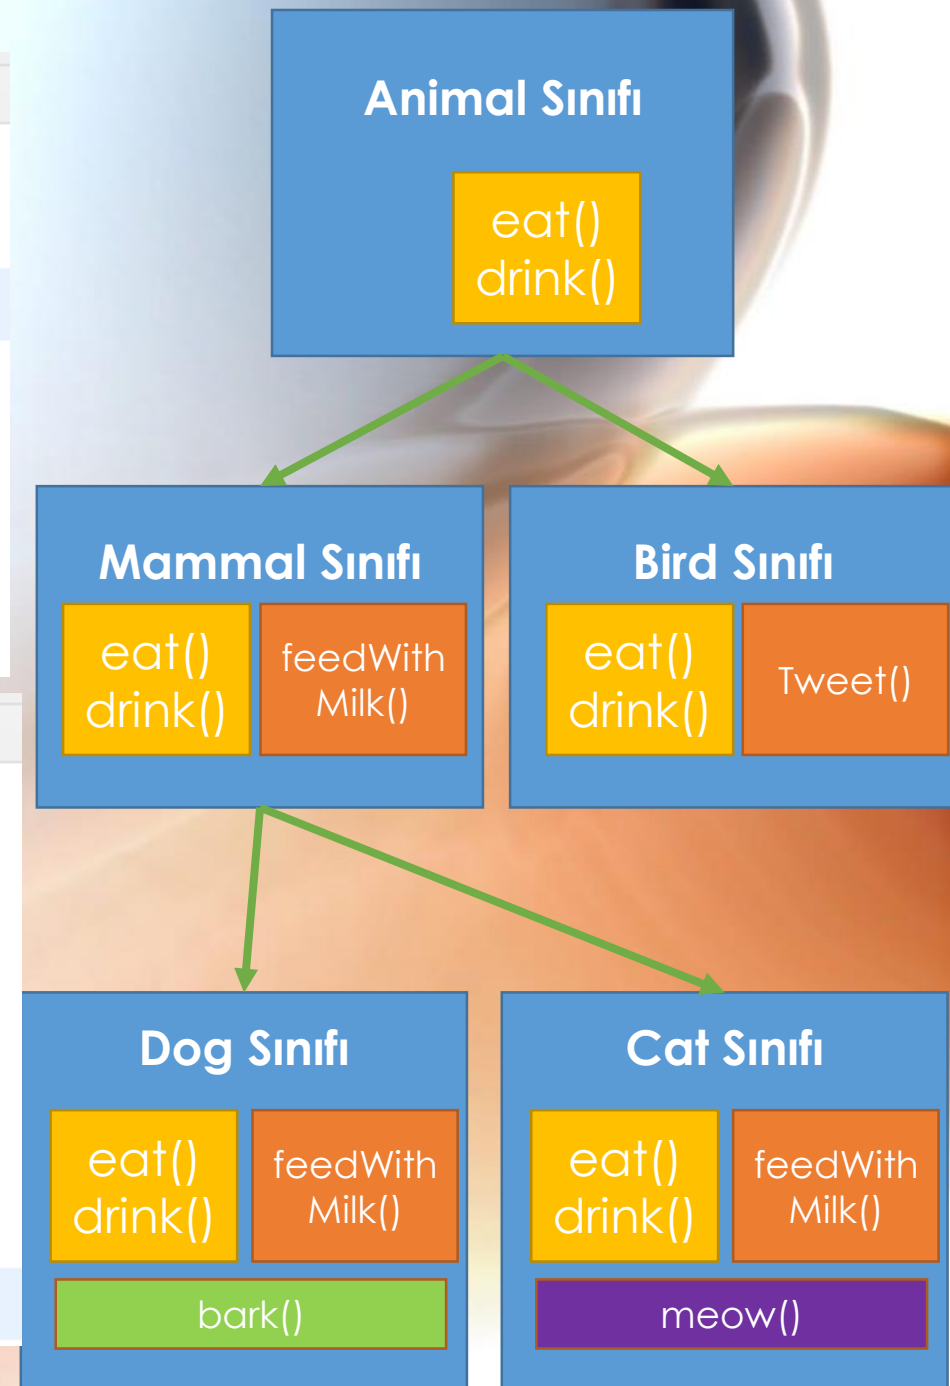 Animal Sınıfı
eat()
drink()
Mammal Sınıfı
eat()
drink()
feedWith
Milk()
Bird Sınıfı
eat()
drink()
Tweet()
Dog Sınıfı
eat()
drink()
feedWith
Milk()
bark()
Cat Sınıfı
eat()
drink()
feedWith
Milk()
meow()